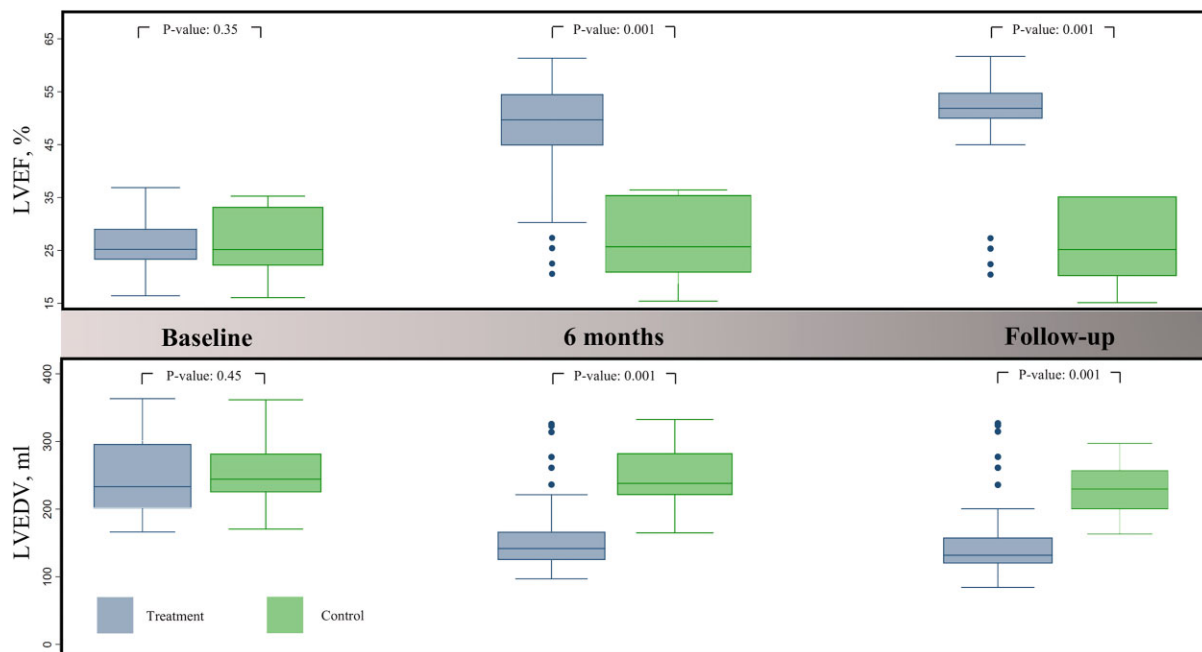 P-value: 0.35
P-value: 0.001
P-value: 0.001
LVEF, %
65
55
45
35
25
15
Baseline
6 months
Follow-up
P-value: 0.45
P-value: 0.001
P-value: 0.001
LVEDV, ml
400
300
200
100
0
Treatment
Control